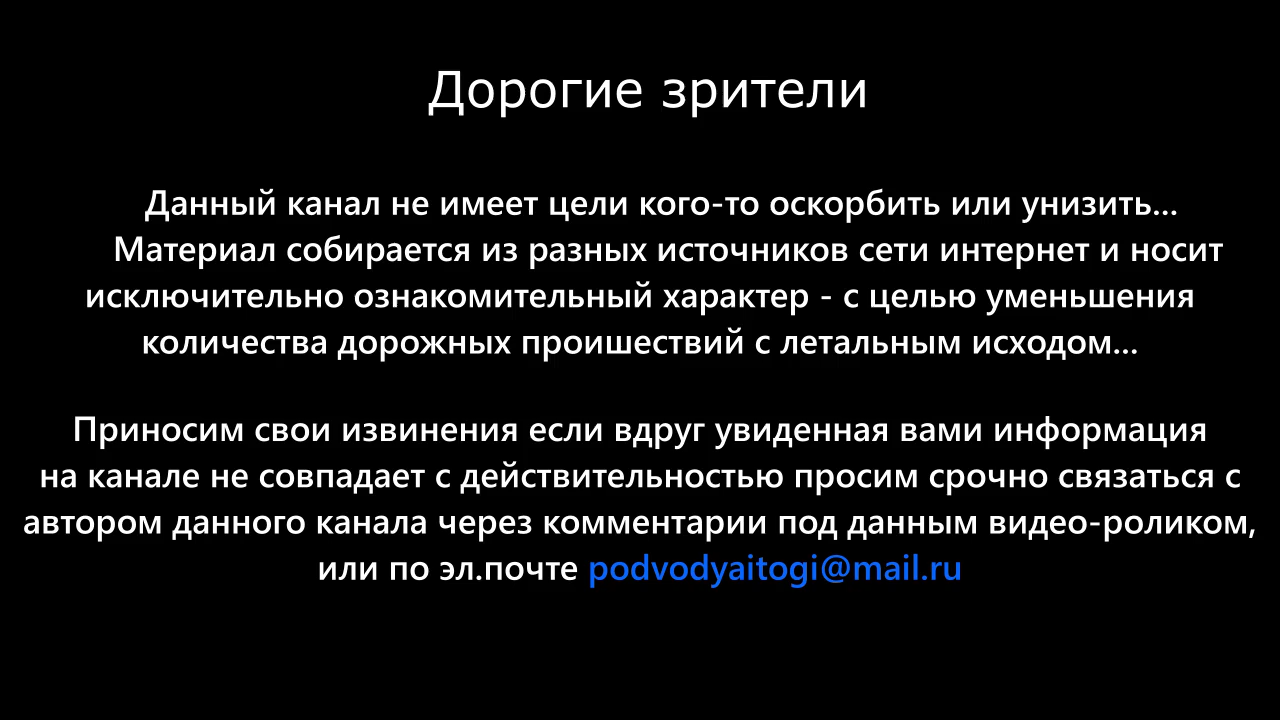 Дорогие зрители
Данный канал не имеет цели кого-то оскорбить или унизить...
Материал собирается из разных источников сети интернет и носит
исключительно ознакомительный характер - с целью уменьшения
количества дорожных проишествий с летальным исходом...
Приносим свои извинения если вдруг увиденная вами информация
на канале не совпадает с действительностью просим срочно связаться с
автором данного канала через комментарии под данным видео-роликом,
или по эл.почте podvodyaitogi@mail.ru